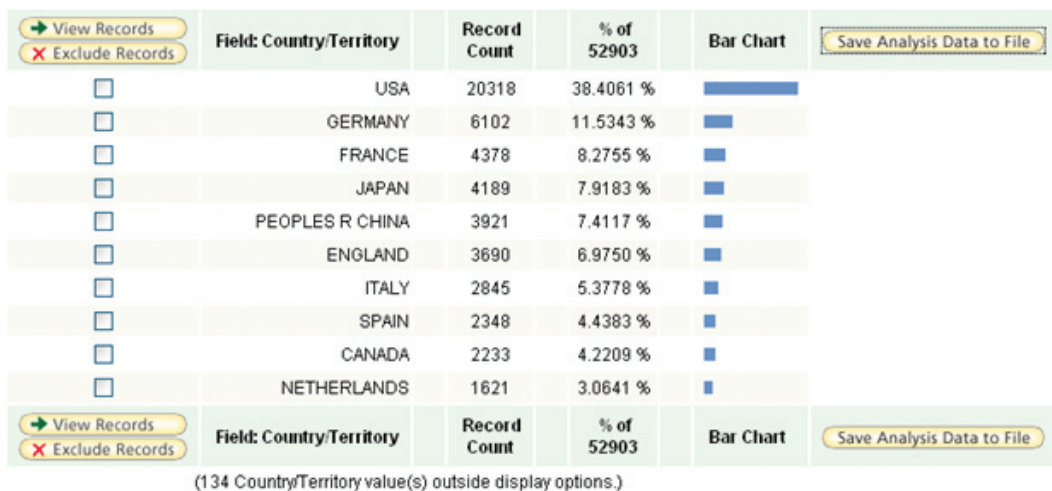 View Records
Exclude Records
Field: Country/Territory
Record Count
% of 52903
Bar Chart
Save Analysis Data to File
USA 20318 38.4061 %
GERMANY 6102 11.5343 %
FRANCE 4378 8.2755 %
JAPAN 4189 7.9183 %
PEOPLES R CHINA 3921 7.4117 %
ENGLAND 3690 6.9750 %
ITALY 2845 5.3778 %
SPAIN 2348 4.4383 %
CANADA 2233 4.2209 %
NETHERLANDS 1621 3.0641 %
View Records
Exclude Records
Field: Country/Territory
Record Count
% of 52903
Bar Chart
Save Analysis Data to File
(134 Country/Territory value(s) outside display options.)